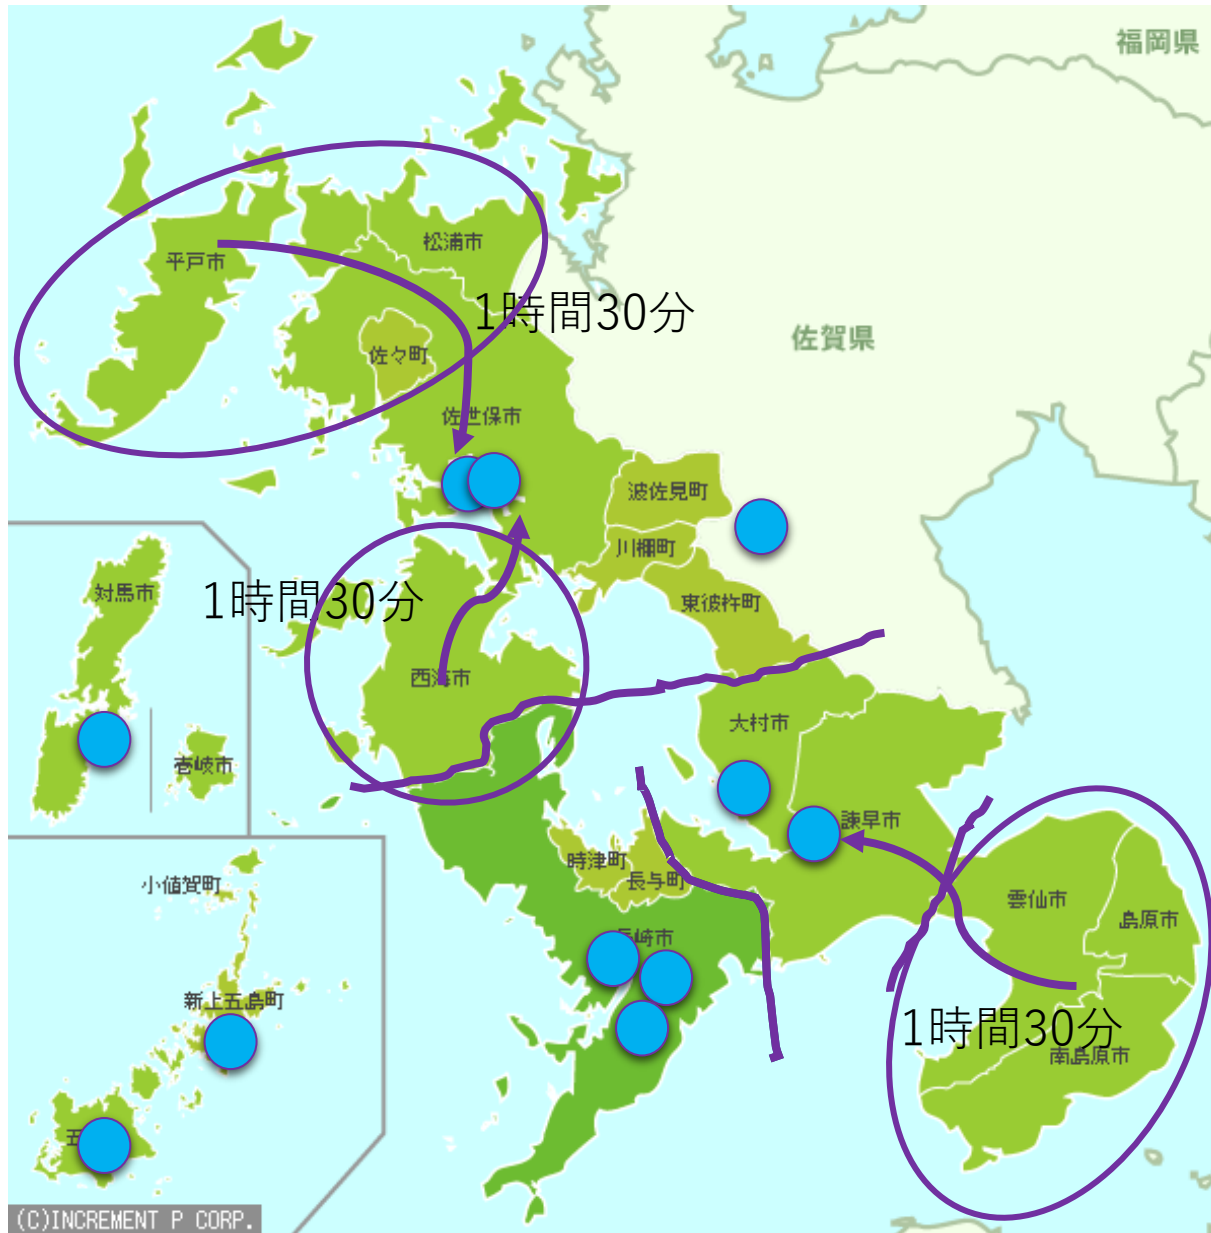 福岡県
松浦市
平戸市
1時間30分
佐賀県
佐々町
佐世保市
波佐見町
川棚町
対馬市
1時間30分
東彼杵町
西海市
大村市
壱岐市
諫早市
時津町
長与町
小値賀町
雲仙市
島原市
長崎市
新上五島町
1時間30分
南島原市
五
(C)INCREMENT P CORP.